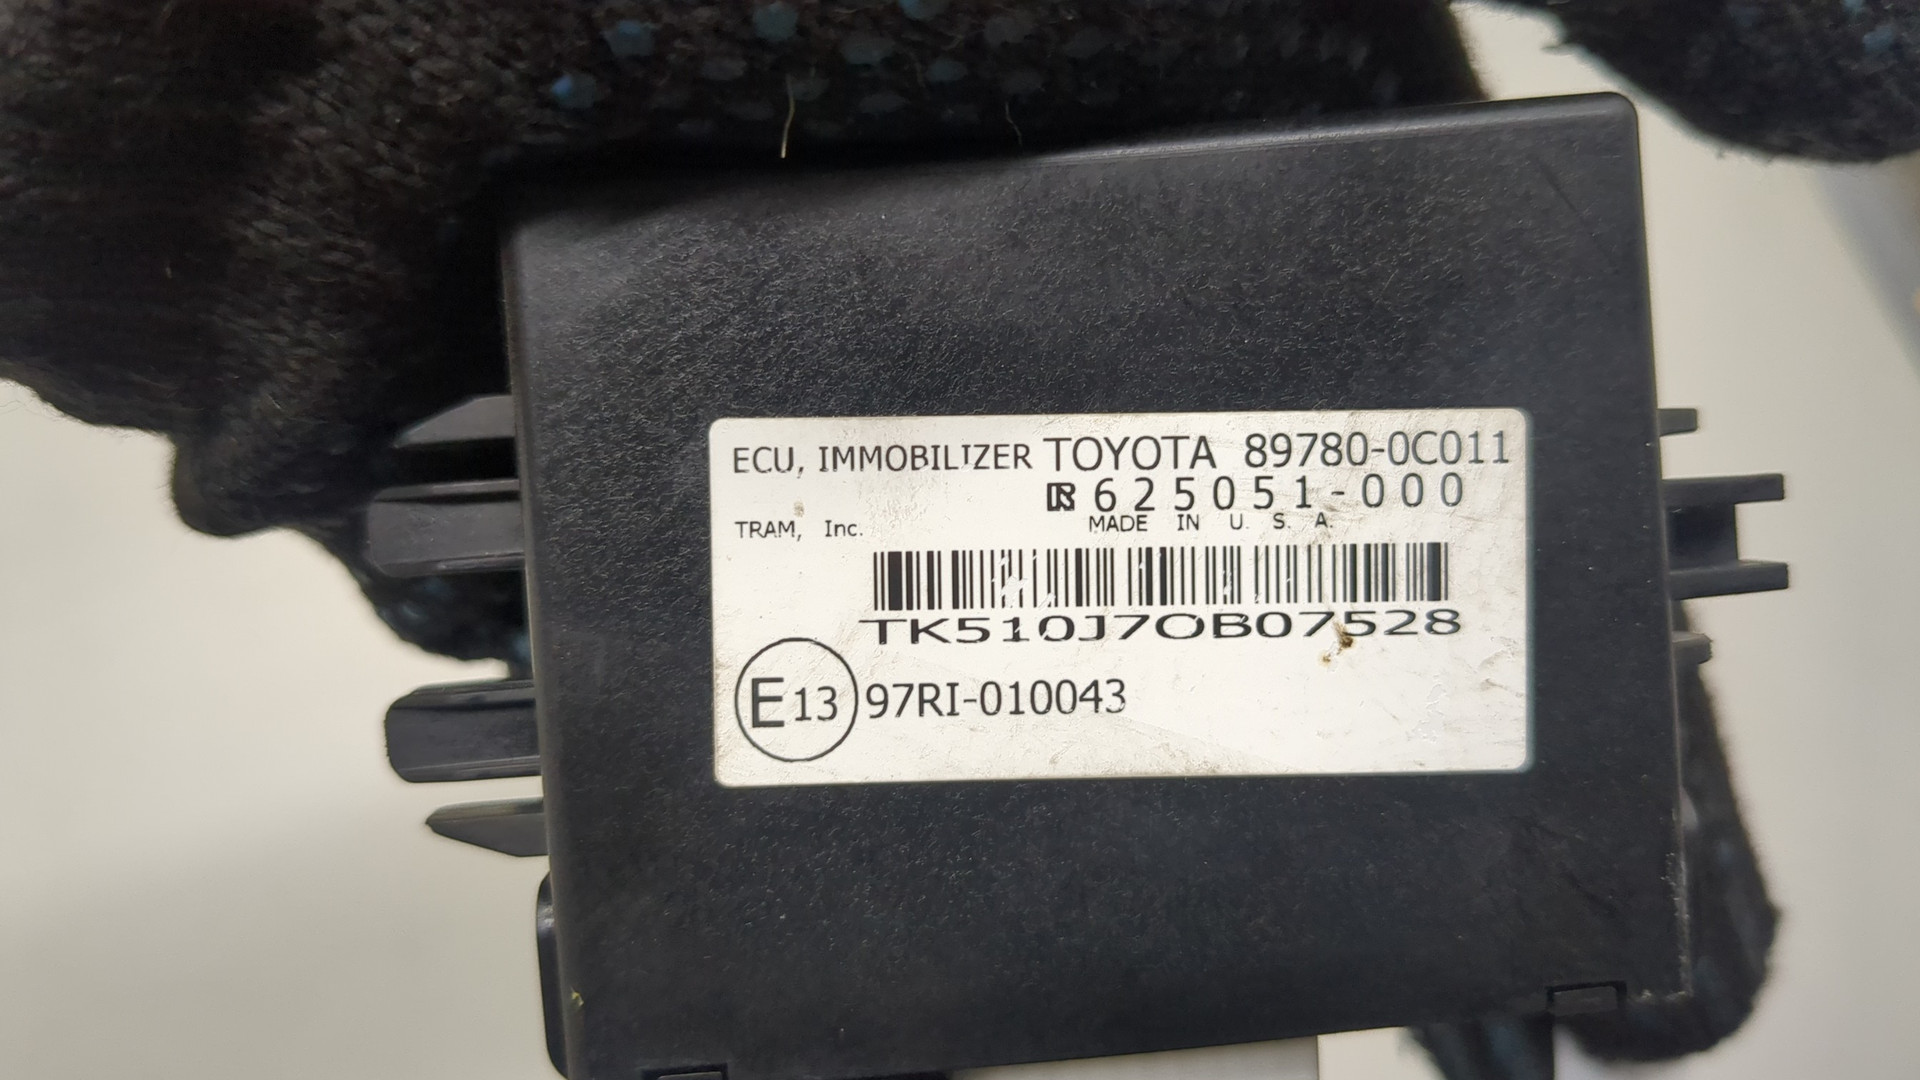 ECU, IMMOBILIZER TOYOTA 89780-0C011
625051-000
TRAM, Inc. MADE IN U. S. A.
TK510J7OB07528
E13 97RI-010043